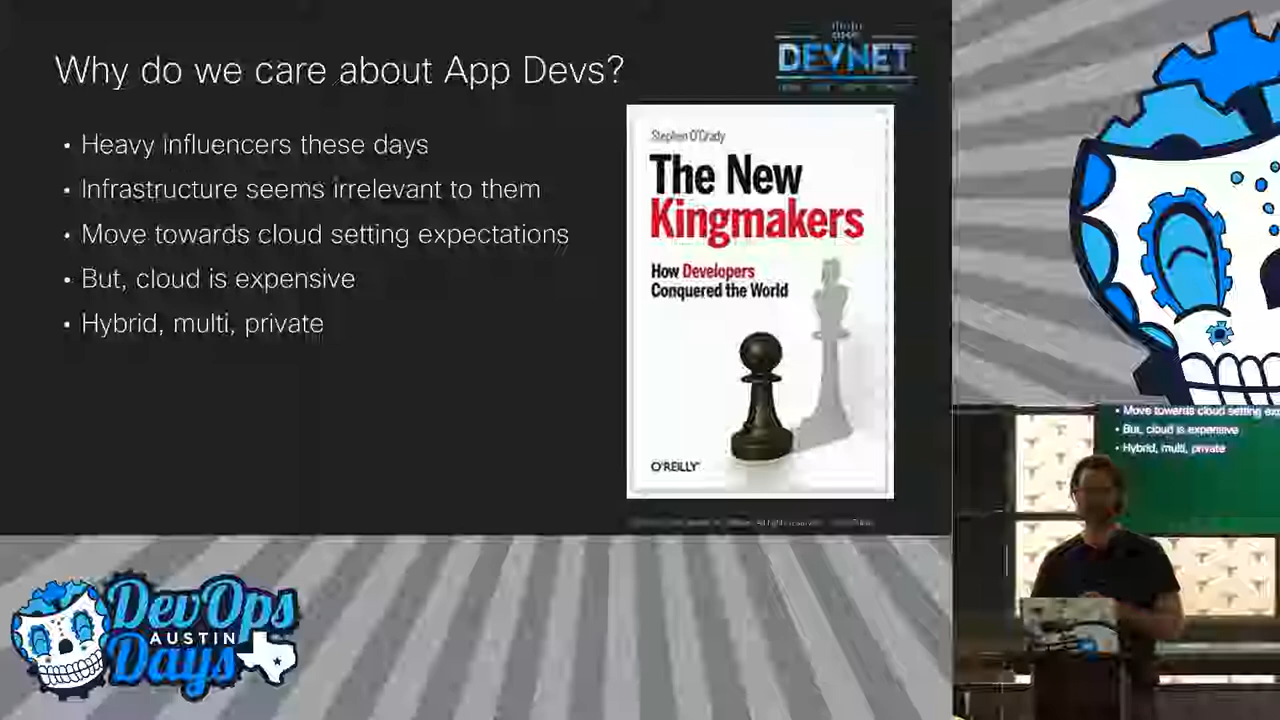 Why do we care about App Devs?
DEVNET
• Heavy Influencers these days
• Infrastructure seems irrelevant to them
• Move towards cloud setting expectations
• But, cloud is expensive
• Hybrid, multi, private
Stephen O'Grady
The New
Kingmakers
How Developers
Conquered the World
O'REILLY
• Move towards cloud setting
• But, cloud is expensive
• Hybrid, multi, private
DevOps
AUSTIN
Days